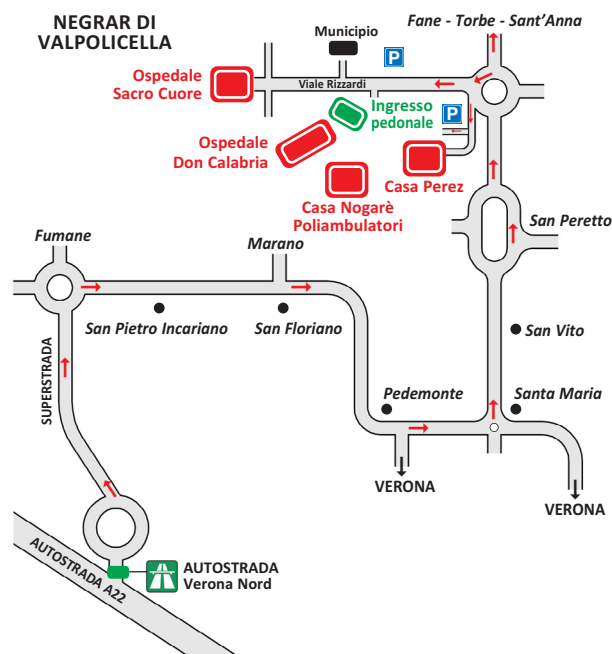 NEGRAR DI
VALPOLICELLA
Municipio
Fane - Torbe - Sant'Anna
P
Ospedale
Sacro Cuore
Viale Rizzardi
Ingresso
pedonale
P
Ospedale
Don Calabria
Casa Perez
Casa Nogarè
Poliambulatori
San Peretto
Fumane
Marano
San Pietro Incariano
San Floriano
San Vito
SUPERSTRADA
Pedemonte
Santa Maria
VERONA
VERONA
AUTOSTRADA A22
AUTOSTRADA
Verona Nord